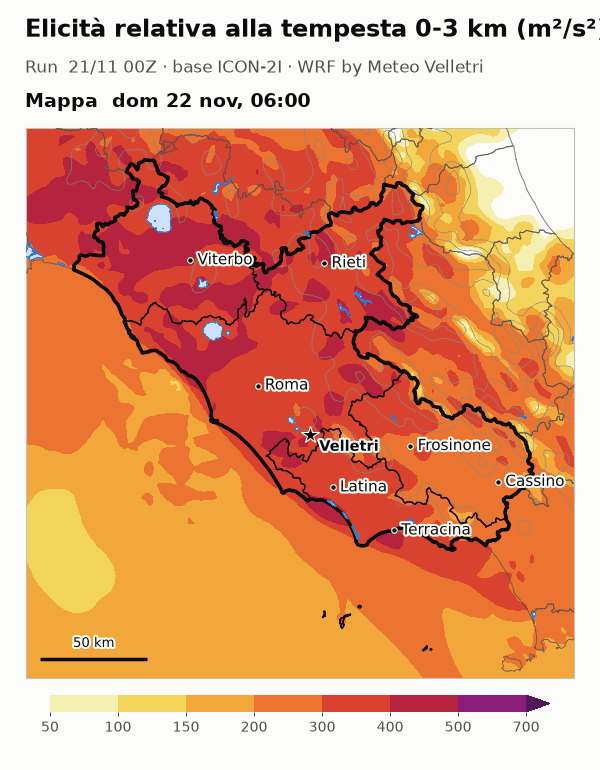 Elicità relativa alla tempesta 0-3 km (m²/s²)
Run 21/11 00Z · base ICON-2I · WRF by Meteo Velletri
Mappa dom 22 nov, 06:00
Viterbo
Rieti
Roma
Velletri
Frosinone
Latina
Cassino
Terracina
50 km
50 100 150 200 300 400 500 700